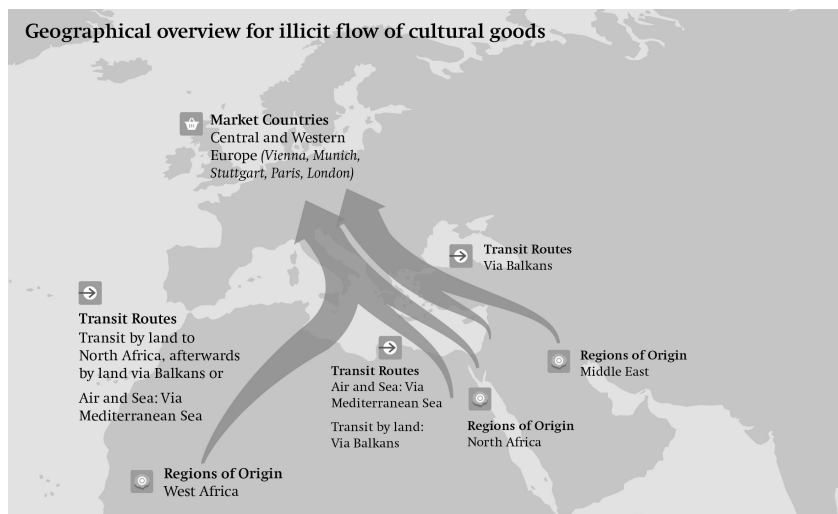 Geographical overview for illicit flow of cultural goods
Market Countries
Central and Western
Europe (Vienna, Munich,
Stuttgart, Paris, London)
Transit Routes
Via Balkans
Transit Routes
Transit by land to
North Africa, afterwards
by land via Balkans or
Air and Sea: Via
Mediterranean Sea
Transit Routes
Air and Sea: Via
Mediterranean Sea
Transit by land:
Via Balkans
Regions of Origin
Middle East
Regions of Origin
North Africa
Regions of Origin
West Africa